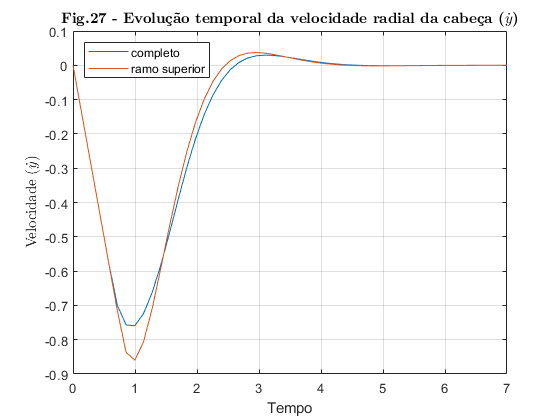 Fig.27 - Evolução temporal da velocidade radial da cabeça (ẏ)
completo
ramo superior
0.1
0
-0.1
-0.2
-0.3
-0.4
-0.5
-0.6
-0.7
-0.8
-0.9
Velocidade (ẏ)
0 1 2 3 4 5 6 7
Tempo